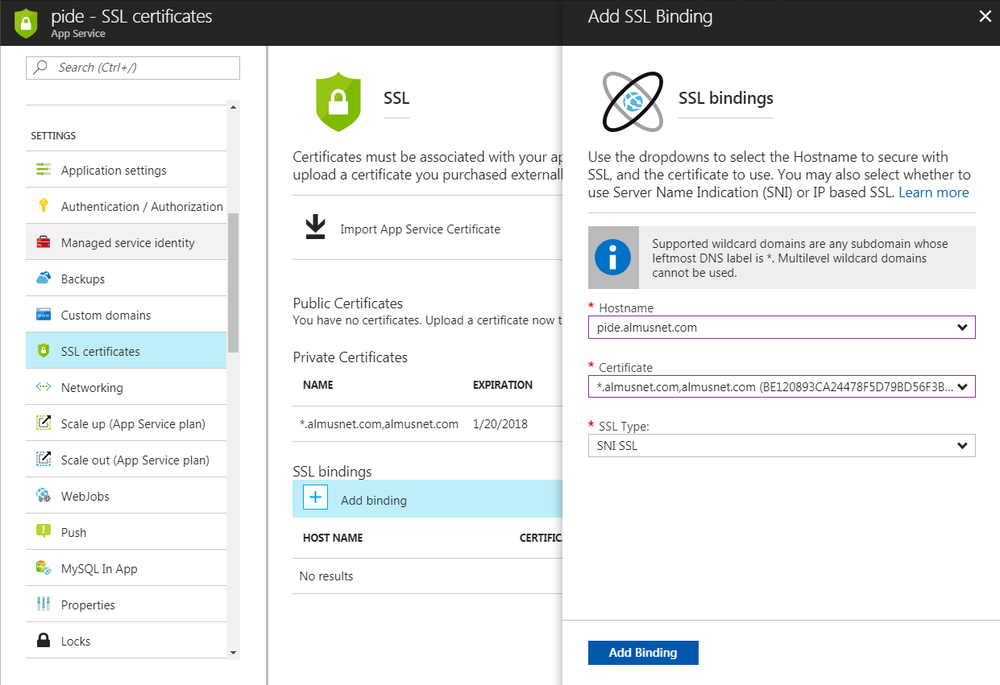 pide - SSL certificates
App Service
Search (Ctrl+/)
SETTINGS
Application settings
Authentication / Authorization
Managed service identity
Backups
Custom domains
SSL certificates
Networking
Scale up (App Service plan)
Scale out (App Service plan)
WebJobs
Push
MySQL In App
Properties
Locks
SSL
Certificates must be associated with your ap
upload a certificate you purchased externall
Import App Service Certificate
Public Certificates
You have no certificates. Upload a certificate now t
Private Certificates
NAME EXPIRATION
*.almusnet.com,almusnet.com 1/20/2018
SSL bindings
Add binding
HOST NAME CERTIFIC
No results
Add SSL Binding
SSL bindings
Use the dropdowns to select the Hostname to secure with
SSL, and the certificate to use. You may also select whether to
use Server Name Indication (SNI) or IP based SSL. Learn more
Supported wildcard domains are any subdomain whose
leftmost DNS label is *. Multilevel wildcard domains
cannot be used.
* Hostname
pide.almusnet.com
* Certificate
*.almusnet.com,almusnet.com (BE120893CA24478F5D79BD56F3B...
* SSL Type:
SNI SSL
Add Binding